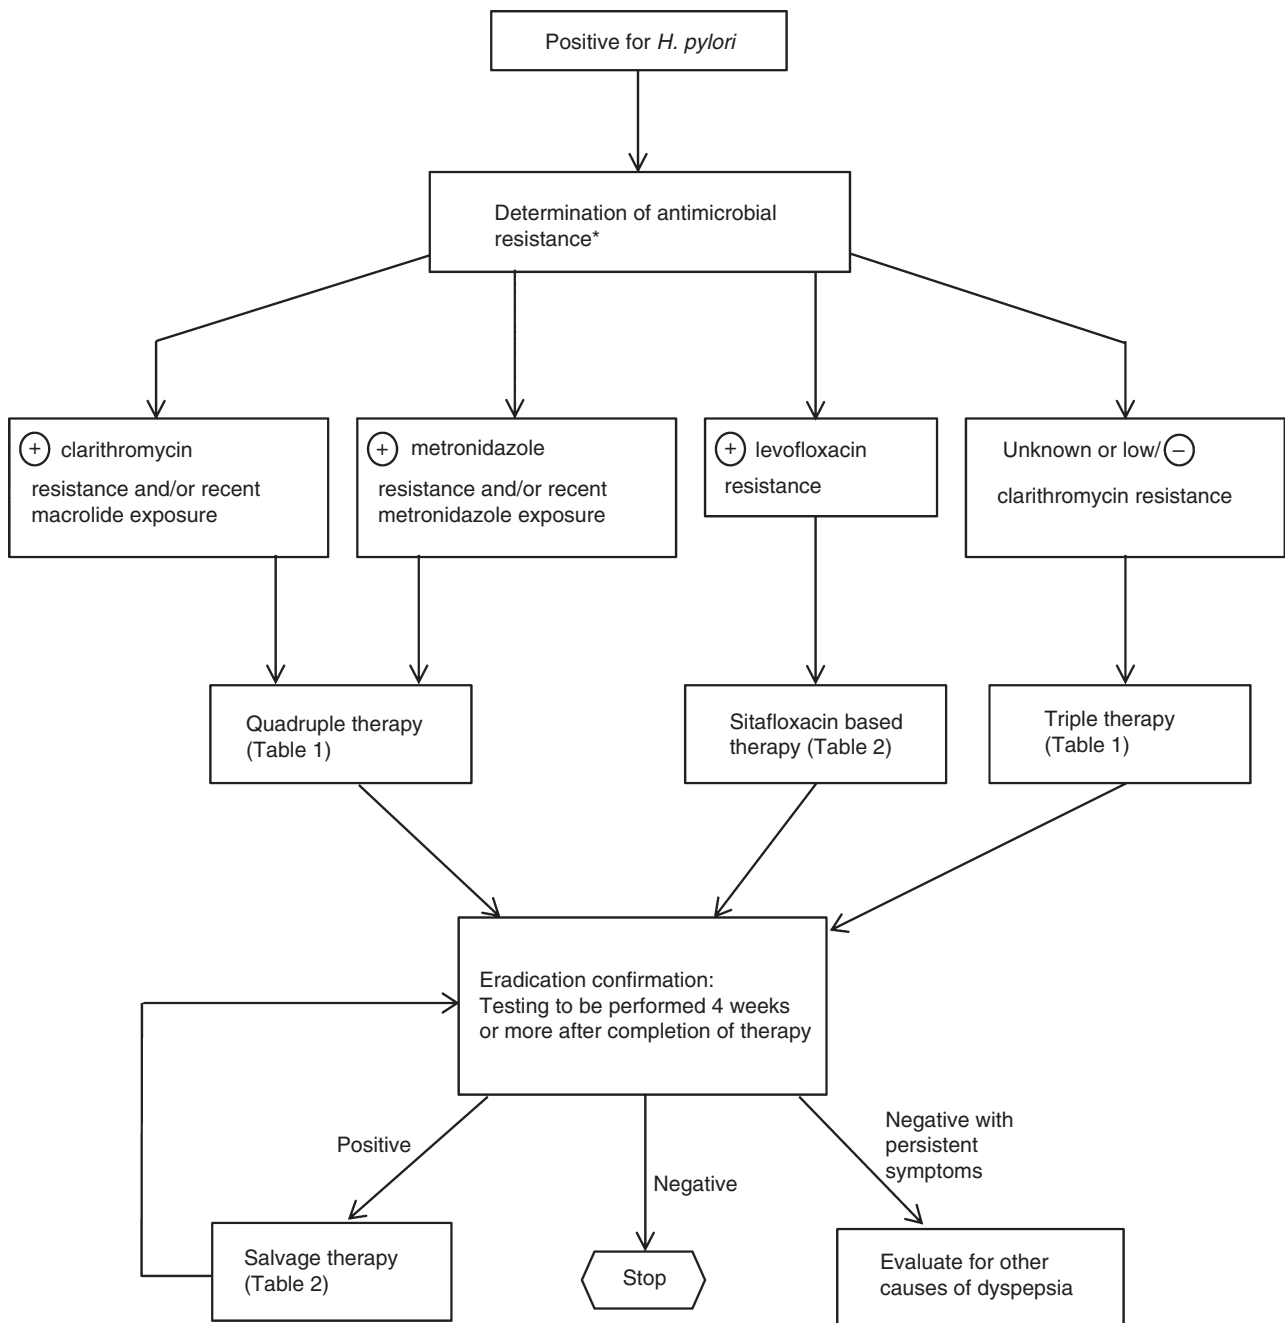 Positive for H. pylori
Determination of antimicrobial
resistance*
+ clarithromycin
resistance and/or recent
macrolide exposure
+ metronidazole
resistance and/or recent
metronidazole exposure
+ levofloxacin
resistance
Unknown or low/ −
clarithromycin resistance
Quadruple therapy
(Table 1)
Sitafloxacin based
therapy (Table 2)
Triple therapy
(Table 1)
Eradication confirmation:
Testing to be performed 4 weeks
or more after completion of therapy
Positive
Negative
Negative with
persistent
symptoms
Salvage therapy
(Table 2)
Stop
Evaluate for other
causes of dyspepsia